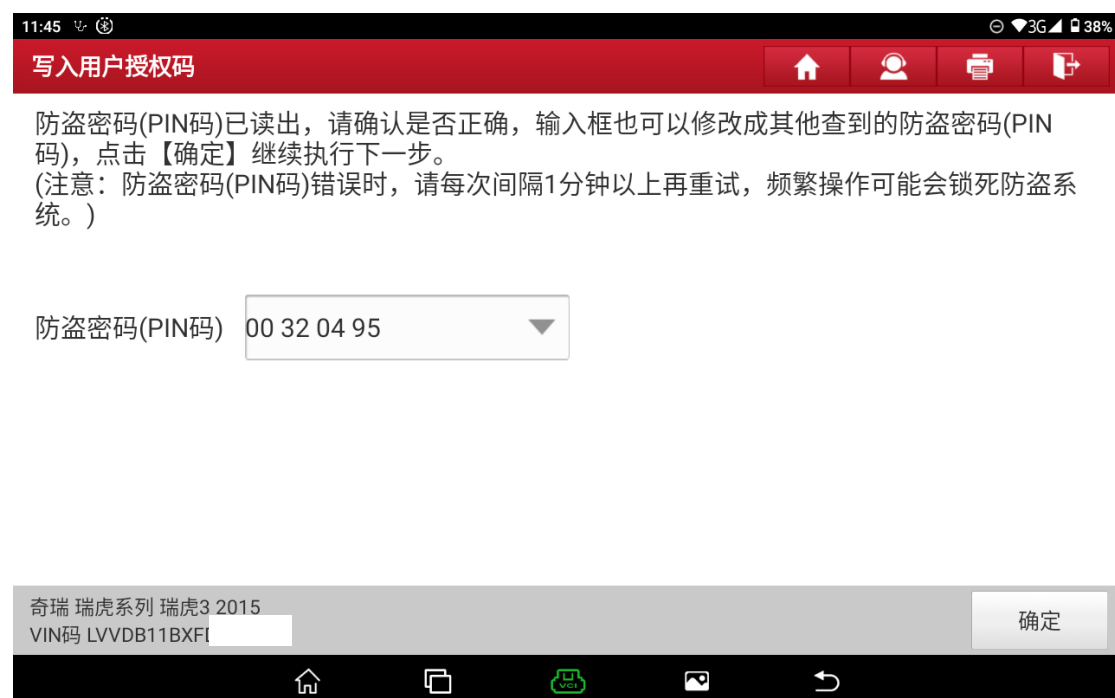 11:45
3G 38%
写入用户授权码
防盗密码(PIN码)已读出，请确认是否正确，输入框也可以修改成其他查到的防盗密码(PIN
码)，点击【确定】继续执行下一步。
(注意：防盗密码(PIN码)错误时，请每次间隔1分钟以上再重试，频繁操作可能会锁死防盗系
统。)
防盗密码(PIN码) 00 32 04 95
奇瑞 瑞虎系列 瑞虎3 2015
VIN码 LVVDB11BXF
确定
VCI